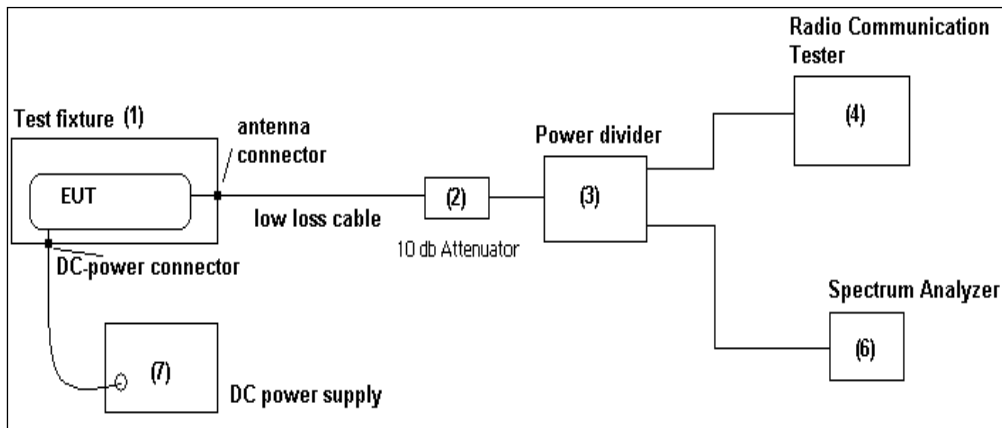 Radio Communication
Tester
(4)
Test fixture (1)
antenna
connector
Power divider
EUT
(2)
(3)
low loss cable
10 db Attenuator
DC-power connector
Spectrum Analyzer
(6)
(7)
DC power supply